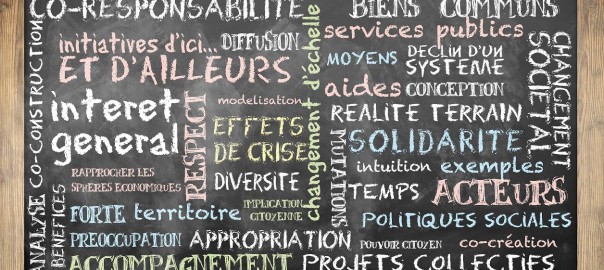 CO-RESPONSABILITE
BIENS COMMUNS
initiatives d'ici...
ET D'AILLEURS
DIFFUSION
services publics
MOYENS
DECLIN D'UN
SYSTEME
CHANGEMENT
SOCIETAL
CO-CONSTRUCTION
changement d'échelle
interet
general
modelisation
aides
CONCEPTION
RESPECT
EFFETS
DE CRISE
REALITE TERRAIN
MUTATIONS
SOLIDARITE
RAPPROCHER LES
SPHERES ECONOMIQUES
DIVERSITE
intuition
exemples
TEMPS
ACTEURS
ANALYSE
BENEFICES
FORTE
territoire
IMPLICATION
CITOYENNE
POLITIQUES SOCIALES
PREOCCUPATION
APPROPRIATION
POUVOIR CITOYEN
co-création
ACCOMPAGNEMENT
PROJETS COLLECTIFS